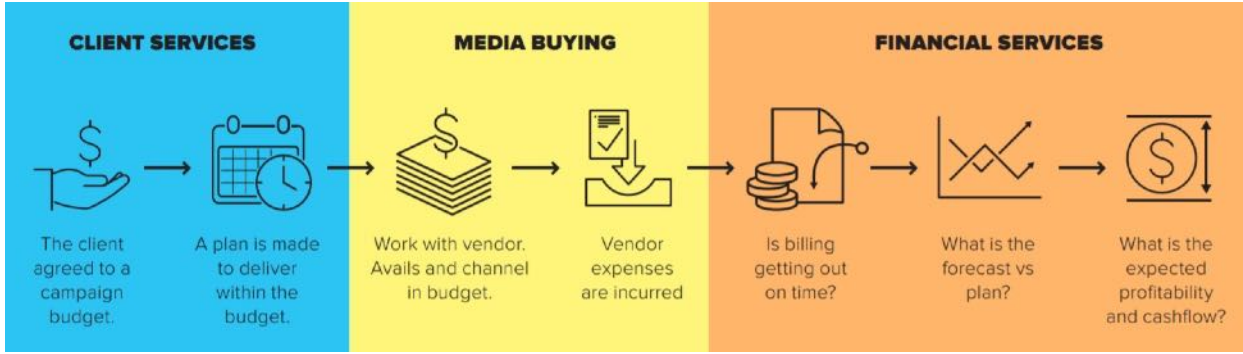 CLIENT SERVICES
MEDIA BUYING
FINANCIAL SERVICES
The client
agreed to a
campaign
budget.
A plan is made
to deliver
within the
budget.
Work with vendor.
Avails and channel
in budget.
Vendor
expenses
are incurred
Is billing
getting out
on time?
What is the
forecast vs
plan?
What is the
expected
profitability
and cashflow?